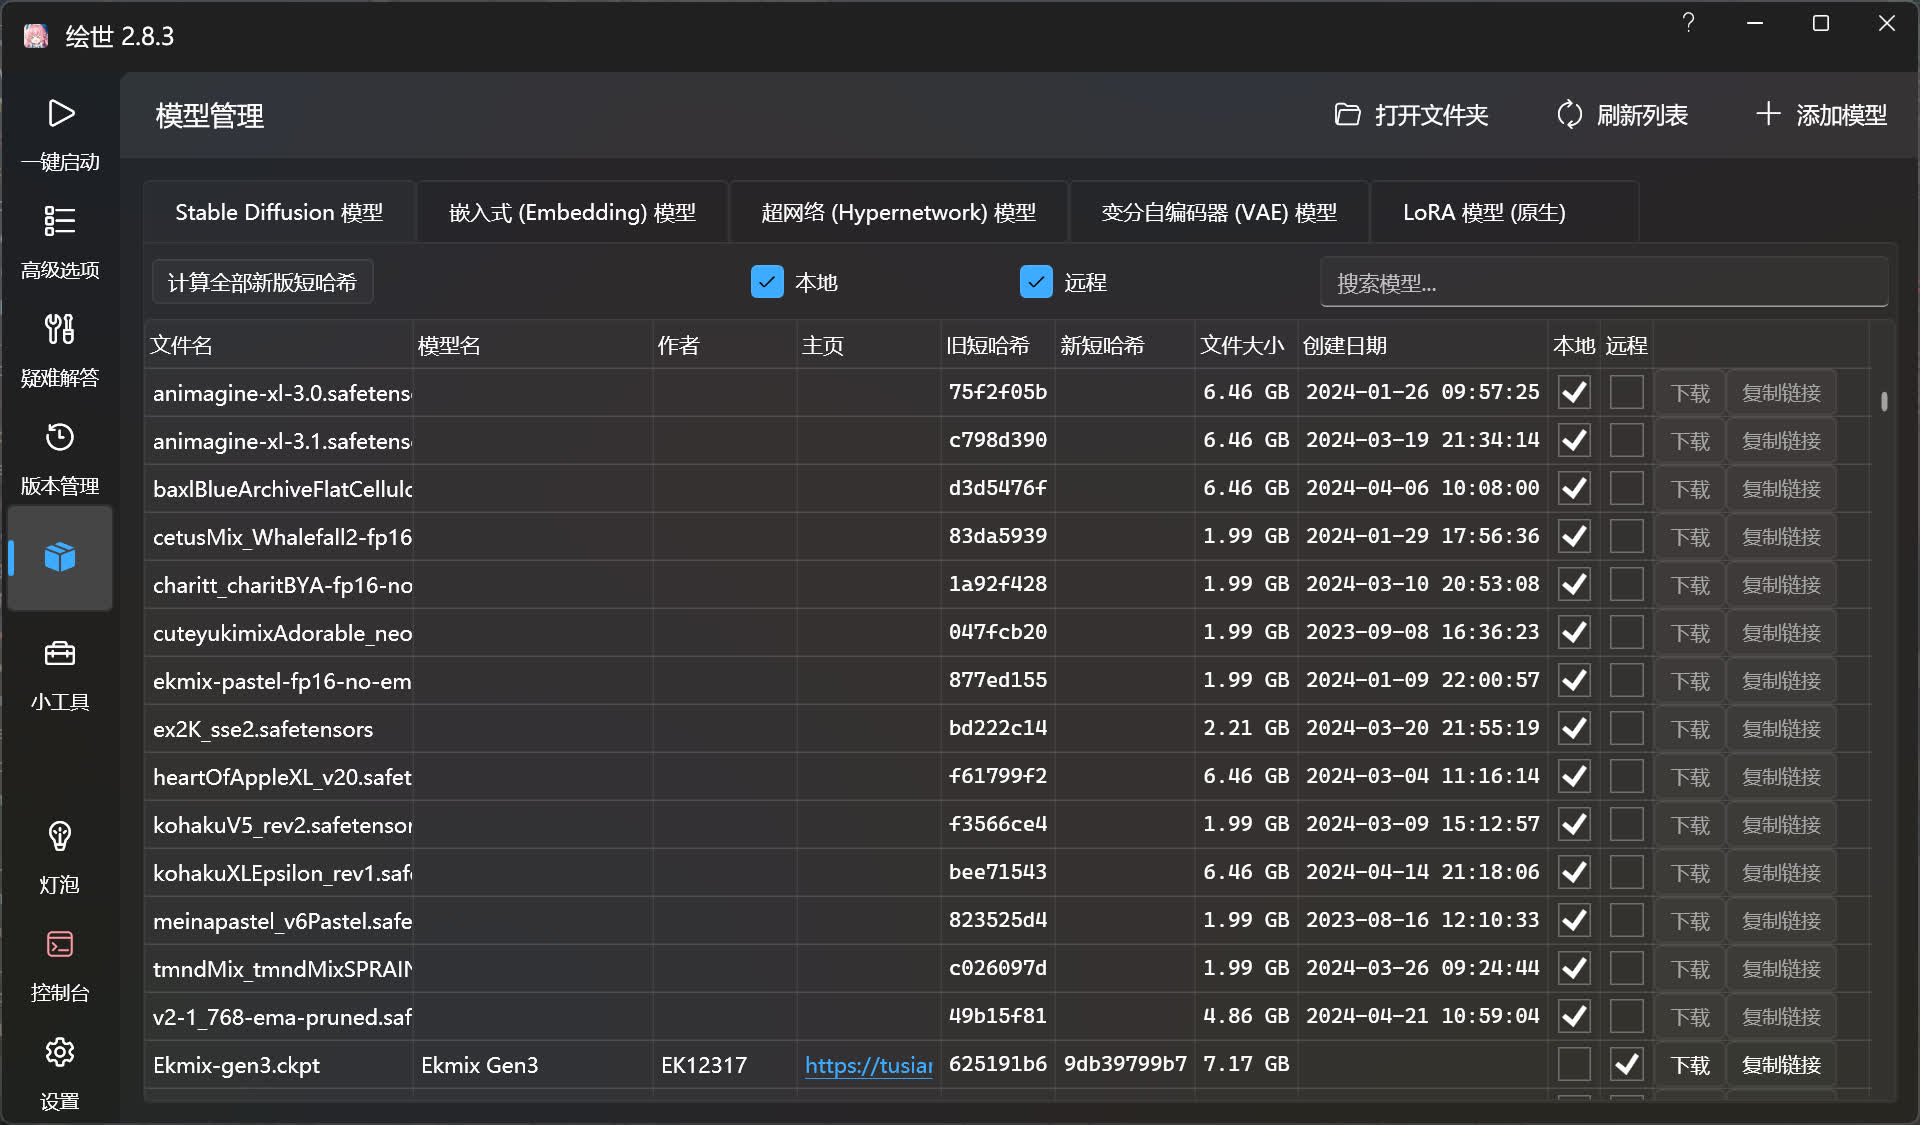 绘世 2.8.3
模型管理
打开文件夹
刷新列表
添加模型
一键启动
高级选项
疑难解答
版本管理
小工具
灯泡
控制台
设置
Stable Diffusion 模型
嵌入式 (Embedding) 模型
超网络 (Hypernetwork) 模型
变分自编码器 (VAE) 模型
LoRA 模型 (原生)
计算全部新版短哈希
本地
远程
搜索模型...
文件名 模型名 作者 主页 旧短哈希 新短哈希 文件大小 创建日期 本地 远程
animagine-xl-3.0.safetens 75f2f05b 6.46 GB 2024-01-26 09:57:25 下载 复制链接
animagine-xl-3.1.safetens c798d390 6.46 GB 2024-03-19 21:34:14 下载 复制链接
baxlBlueArchiveFlatCellulo d3d5476f 6.46 GB 2024-04-06 10:08:00 下载 复制链接
cetusMix_Whalefall2-fp16 83da5939 1.99 GB 2024-01-29 17:56:36 下载 复制链接
charitt_charitBYA-fp16-no 1a92f428 1.99 GB 2024-03-10 20:53:08 下载 复制链接
cuteyukimixAdorable_neo 047fcb20 1.99 GB 2023-09-08 16:36:23 下载 复制链接
ekmix-pastel-fp16-no-em 877ed155 1.99 GB 2024-01-09 22:00:57 下载 复制链接
ex2K_sse2.safetensors bd222c14 2.21 GB 2024-03-20 21:55:19 下载 复制链接
heartOfAppleXL_v20.safet f61799f2 6.46 GB 2024-03-04 11:16:14 下载 复制链接
kohakuV5_rev2.safetensor f3566ce4 1.99 GB 2024-03-09 15:12:57 下载 复制链接
kohakuXLEpsilon_rev1.safe bee71543 6.46 GB 2024-04-14 21:18:06 下载 复制链接
meinapastel_v6Pastel.safe 823525d4 1.99 GB 2023-08-16 12:10:33 下载 复制链接
tmndMix_tmndMixSPRAIN c026097d 1.99 GB 2024-03-26 09:24:44 下载 复制链接
v2-1_768-ema-pruned.saf 49b15f81 4.86 GB 2024-04-21 10:59:04 下载 复制链接
Ekmix-gen3.ckpt Ekmix Gen3 EK12317 https://tusiar 625191b6 9db39799b7 7.17 GB 下载 复制链接